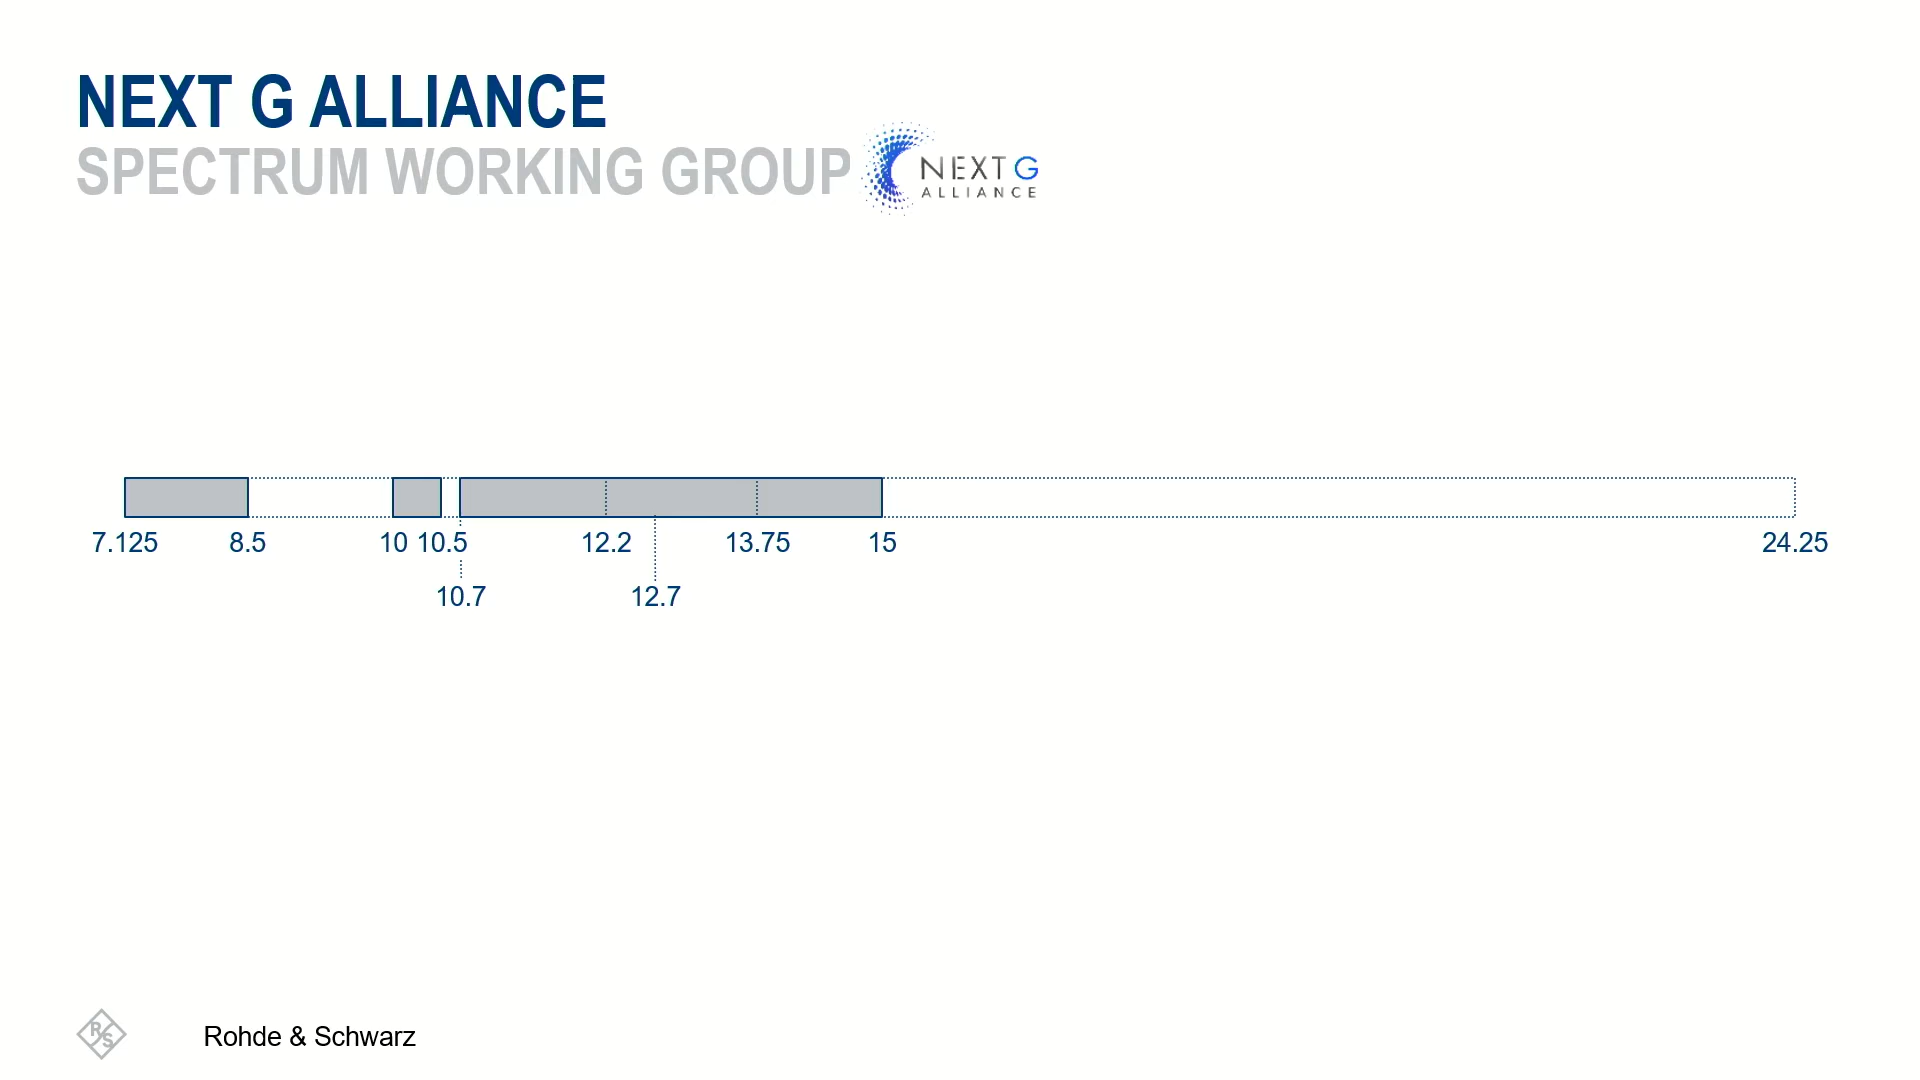 NEXT G ALLIANCE
SPECTRUM WORKING GROUP
NEXT G
ALLIANCE
7.125 8.5 10 10.5 12.2 13.75 15 24.25
10.7 12.7
R S
Rohde & Schwarz